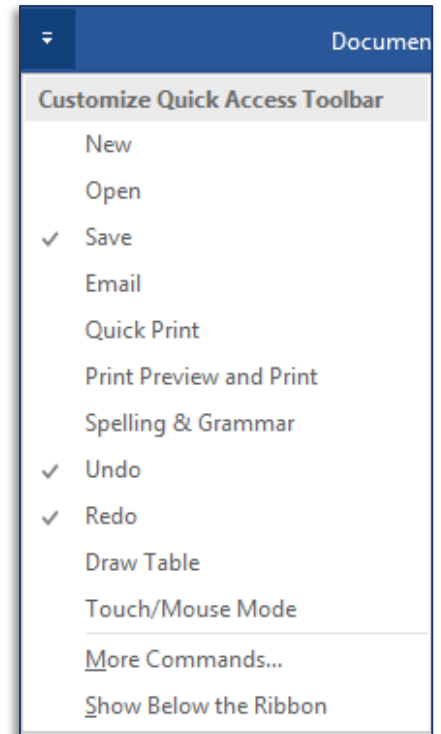 Documen
Customize Quick Access Toolbar
New
Open
Save
Email
Quick Print
Print Preview and Print
Spelling & Grammar
Undo
Redo
Draw Table
Touch/Mouse Mode
More Commands...
Show Below the Ribbon